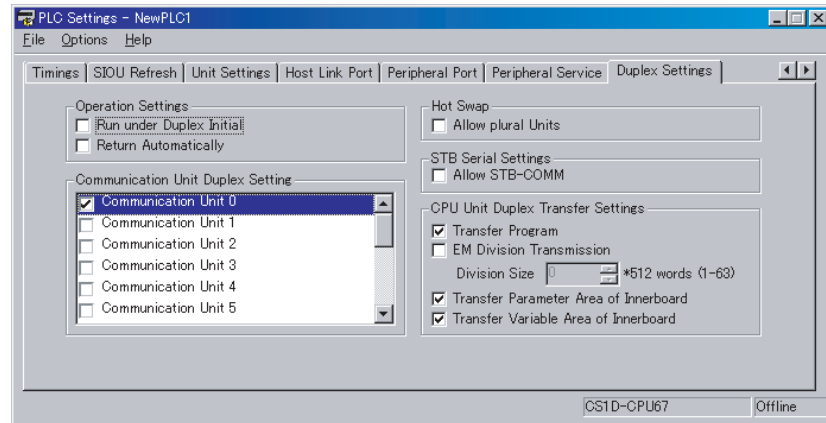 PLC Settings - NewPLC1
File Options Help
Timings SIOU Refresh Unit Settings Host Link Port Peripheral Port Peripheral Service Duplex Settings
Operation Settings
Run under Duplex Initial
Return Automatically
Communication Unit Duplex Setting
Communication Unit 0
Communication Unit 1
Communication Unit 2
Communication Unit 3
Communication Unit 4
Communication Unit 5
Hot Swap
Allow plural Units
STB Serial Settings
Allow STB-COMM
CPU Unit Duplex Transfer Settings
Transfer Program
EM Division Transmission
Division Size 0 *512 words (1-63)
Transfer Parameter Area of Innerboard
Transfer Variable Area of Innerboard
CS1D-CPU67 Offline